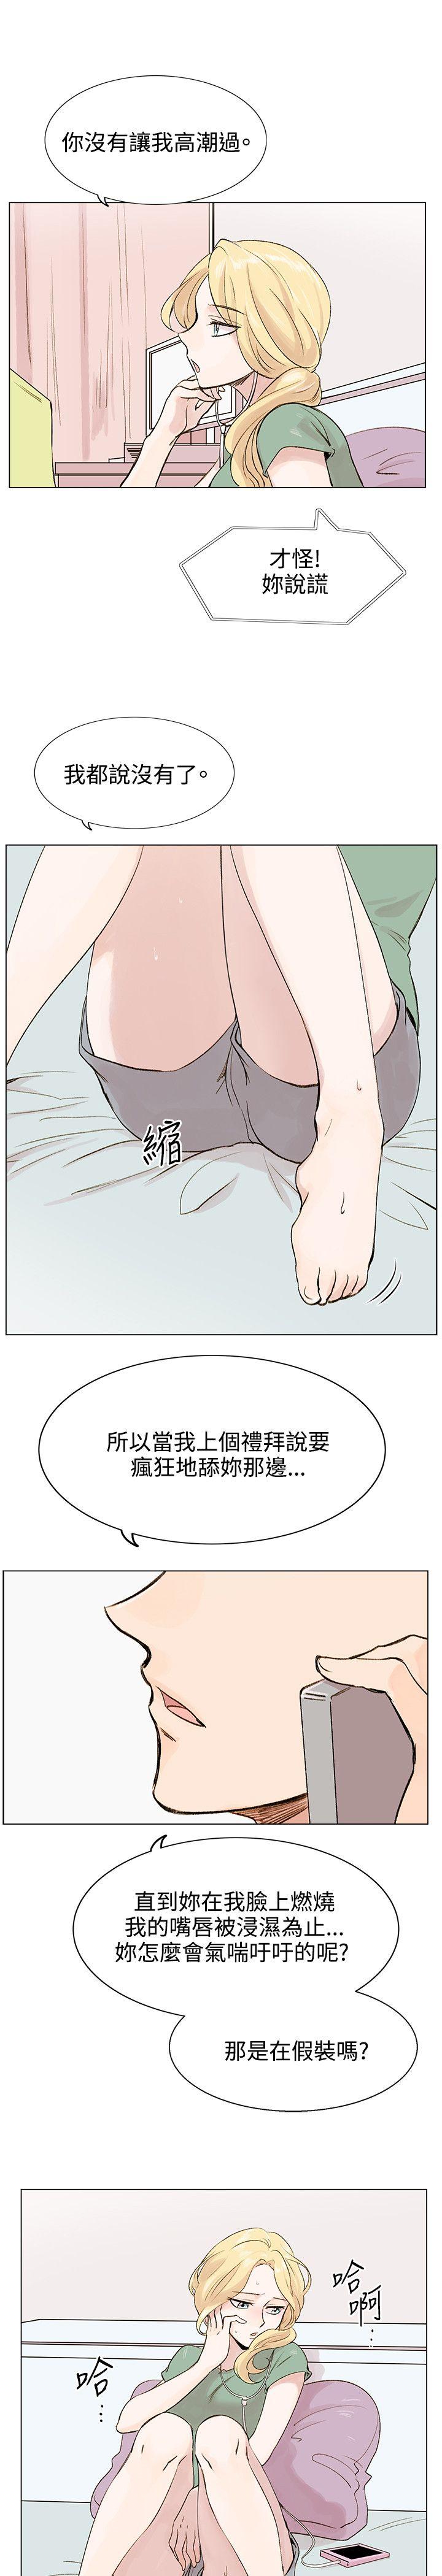 你沒有讓我高潮過。
才怪!
妳說謊
我都說沒有了。
縮
所以當我上個禮拜說要
瘋狂地舔妳那邊...
直到妳在我臉上燃燒
我的嘴唇被浸濕為止...
妳怎麼會氣喘吁吁的呢?
那是在假裝嗎?
哈
啊...
哈...